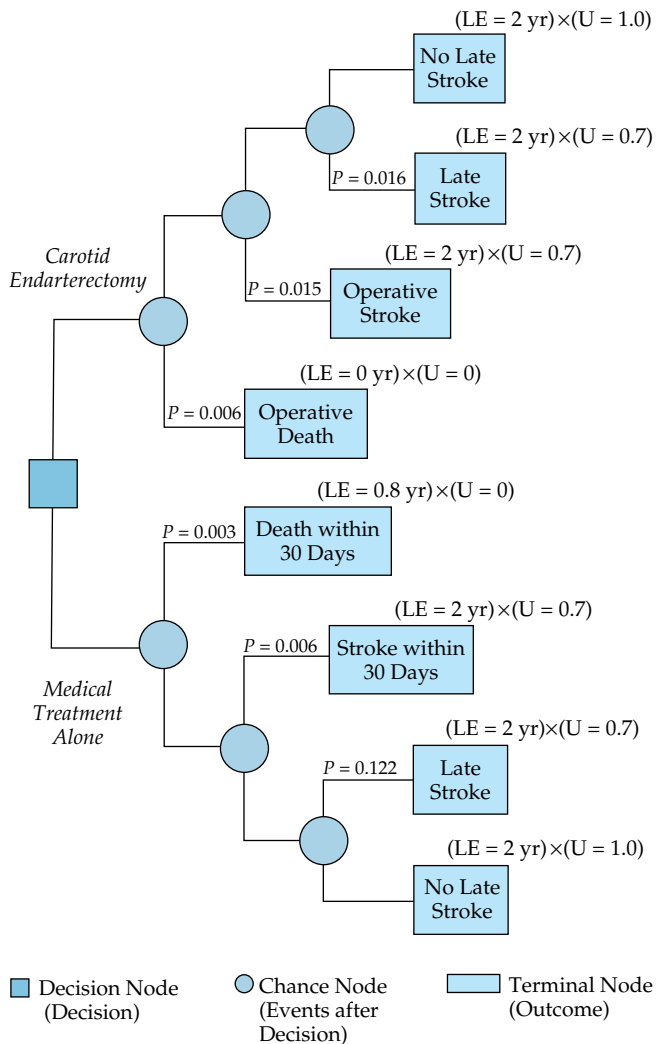 (LE = 2 yr)×(U = 1.0)
No Late
Stroke
(LE = 2 yr)×(U = 0.7)
P = 0.016
Late
Stroke
Carotid
Endarterectomy
(LE = 2 yr)×(U = 0.7)
P = 0.015
Operative
Stroke
(LE = 0 yr)×(U = 0)
P = 0.006
Operative
Death
(LE = 0.8 yr)×(U = 0)
P = 0.003
Death within
30 Days
(LE = 2 yr)×(U = 0.7)
P = 0.006
Stroke within
30 Days
Medical
Treatment
Alone
(LE = 2 yr)×(U = 0.7)
P = 0.122
Late
Stroke
(LE = 2 yr)×(U = 1.0)
No Late
Stroke
Decision Node
(Decision)
Chance Node
(Events after
Decision)
Terminal Node
(Outcome)